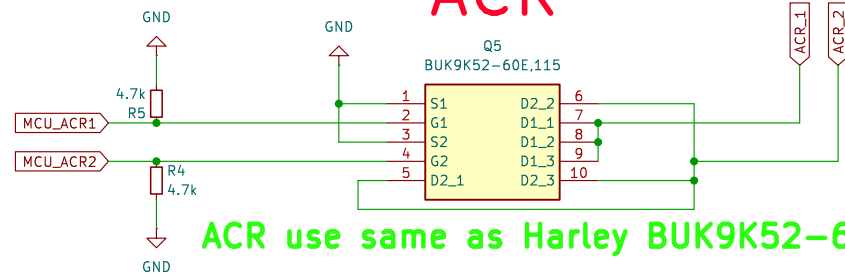 ACR
GND
GND
Q5
BUK9K52-60E,115
ACR_1
ACR_2
4.7k
R5
MCU_ACR1
MCU_ACR2
R4
4.7k
1 S1 D2_2 6
2 G1 D1_1 7
3 S2 D1_2 8
4 G2 D1_3 9
5 D2_1 D2_3 10
ACR use same as Harley BUK9K52-6
GND